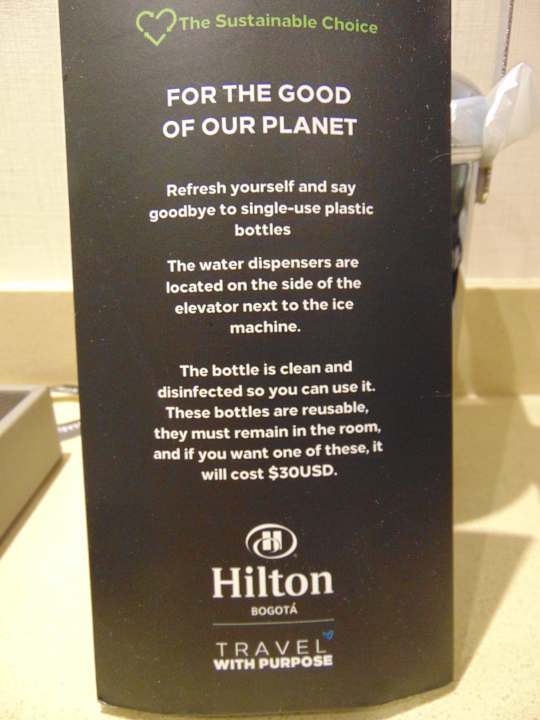 The Sustainable Choice
FOR THE GOOD
OF OUR PLANET
Refresh yourself and say
goodbye to single-use plastic
bottles
The water dispensers are
located on the side of the
elevator next to the ice
machine.
The bottle is clean and
disinfected so you can use it.
These bottles are reusable,
they must remain in the room,
and if you want one of these, it
will cost $30USD.
H
Hilton
BOGOTÁ
TRAVEL
WITH PURPOSE